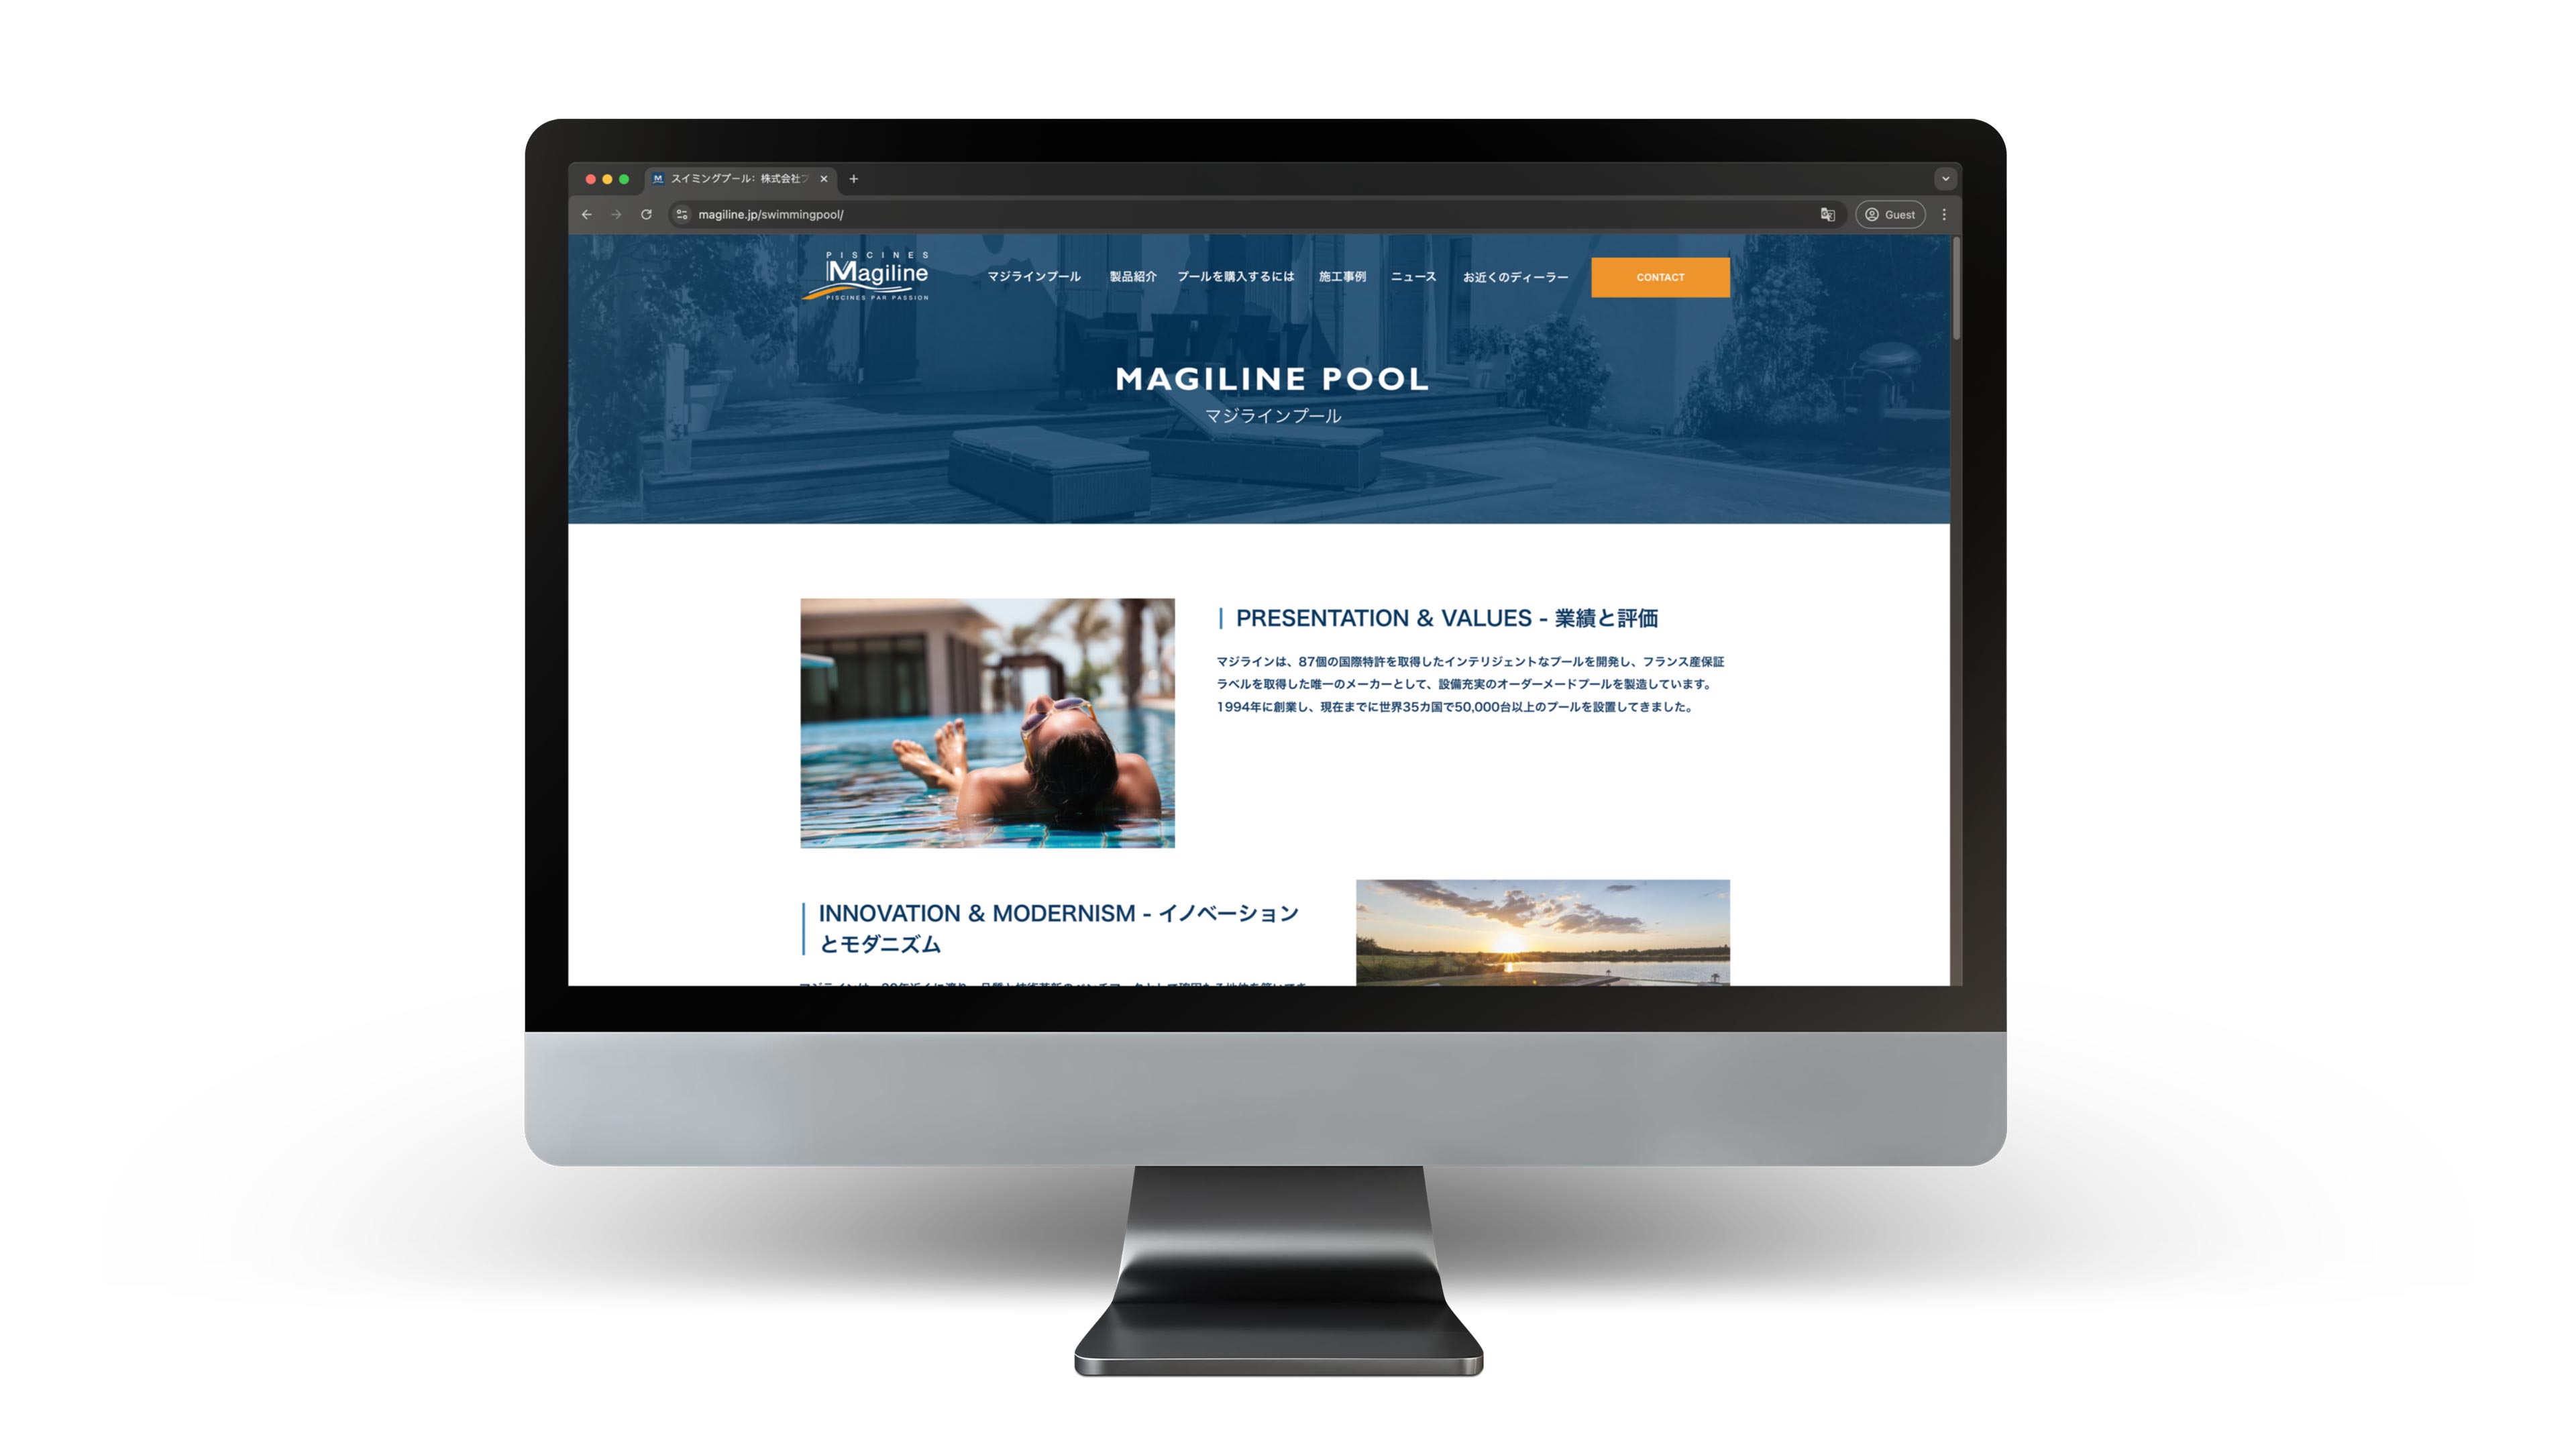 スイミングプール: 株式会社プ
magiline.jp/swimmingpool/
Guest
PISCINES
Magiline
PISCINES PAR PASSION
マジラインプール 製品紹介 プールを購入するには 施工事例 ニュース お近くのディーラー CONTACT
MAGILINE POOL
マジラインプール
PRESENTATION & VALUES - 業績と評価
マジラインは、87個の国際特許を取得したインテリジェントなプールを開発し、フランス産保証
ラベルを取得した唯一のメーカーとして、設備充実のオーダーメードプールを製造しています。
1994年に創業し、現在までに世界35カ国で50,000台以上のプールを設置してきました。
INNOVATION & MODERNISM - イノベーション
とモダニズム